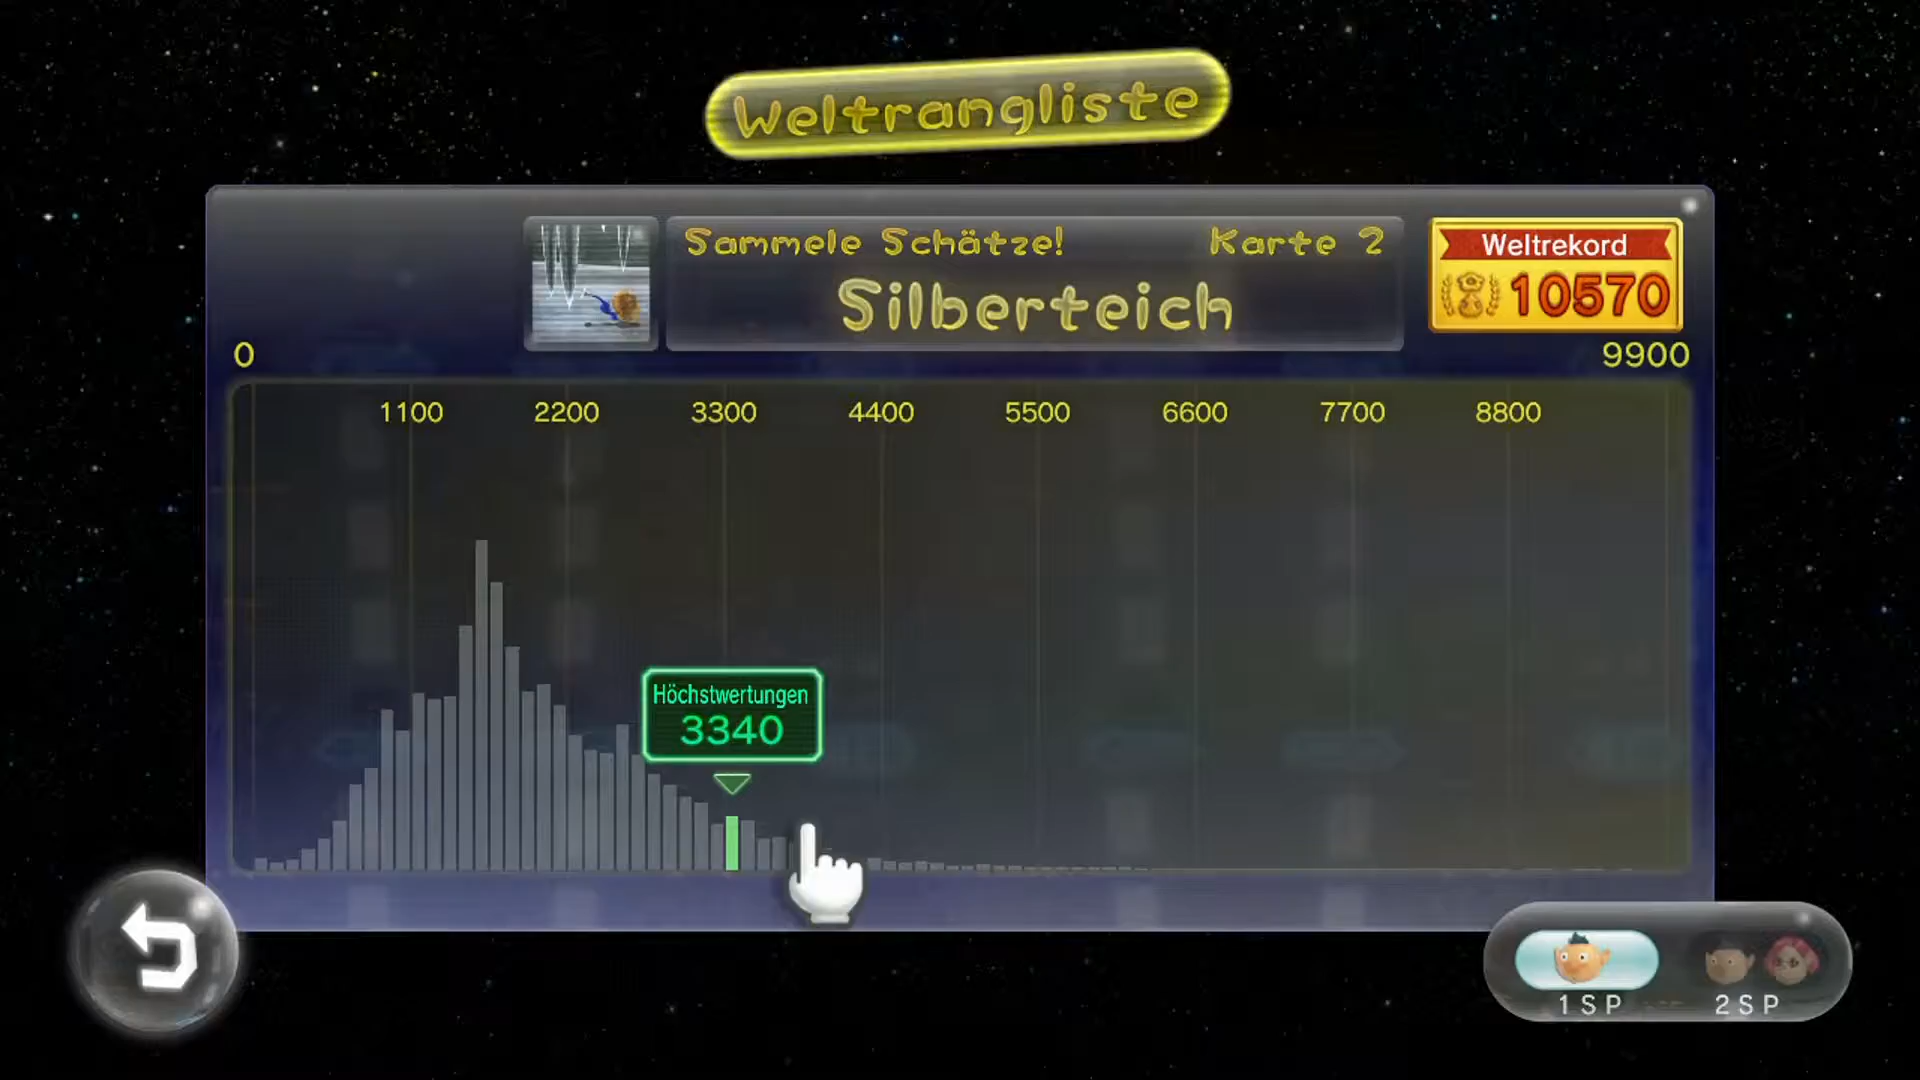 Weltrangliste
Sammele Schätze! Karte 2
Silberteich
Weltrekord
10570
0 9900
1100 2200 3300 4400 5500 6600 7700 8800
Höchstwertungen
3340
1SP 2SP